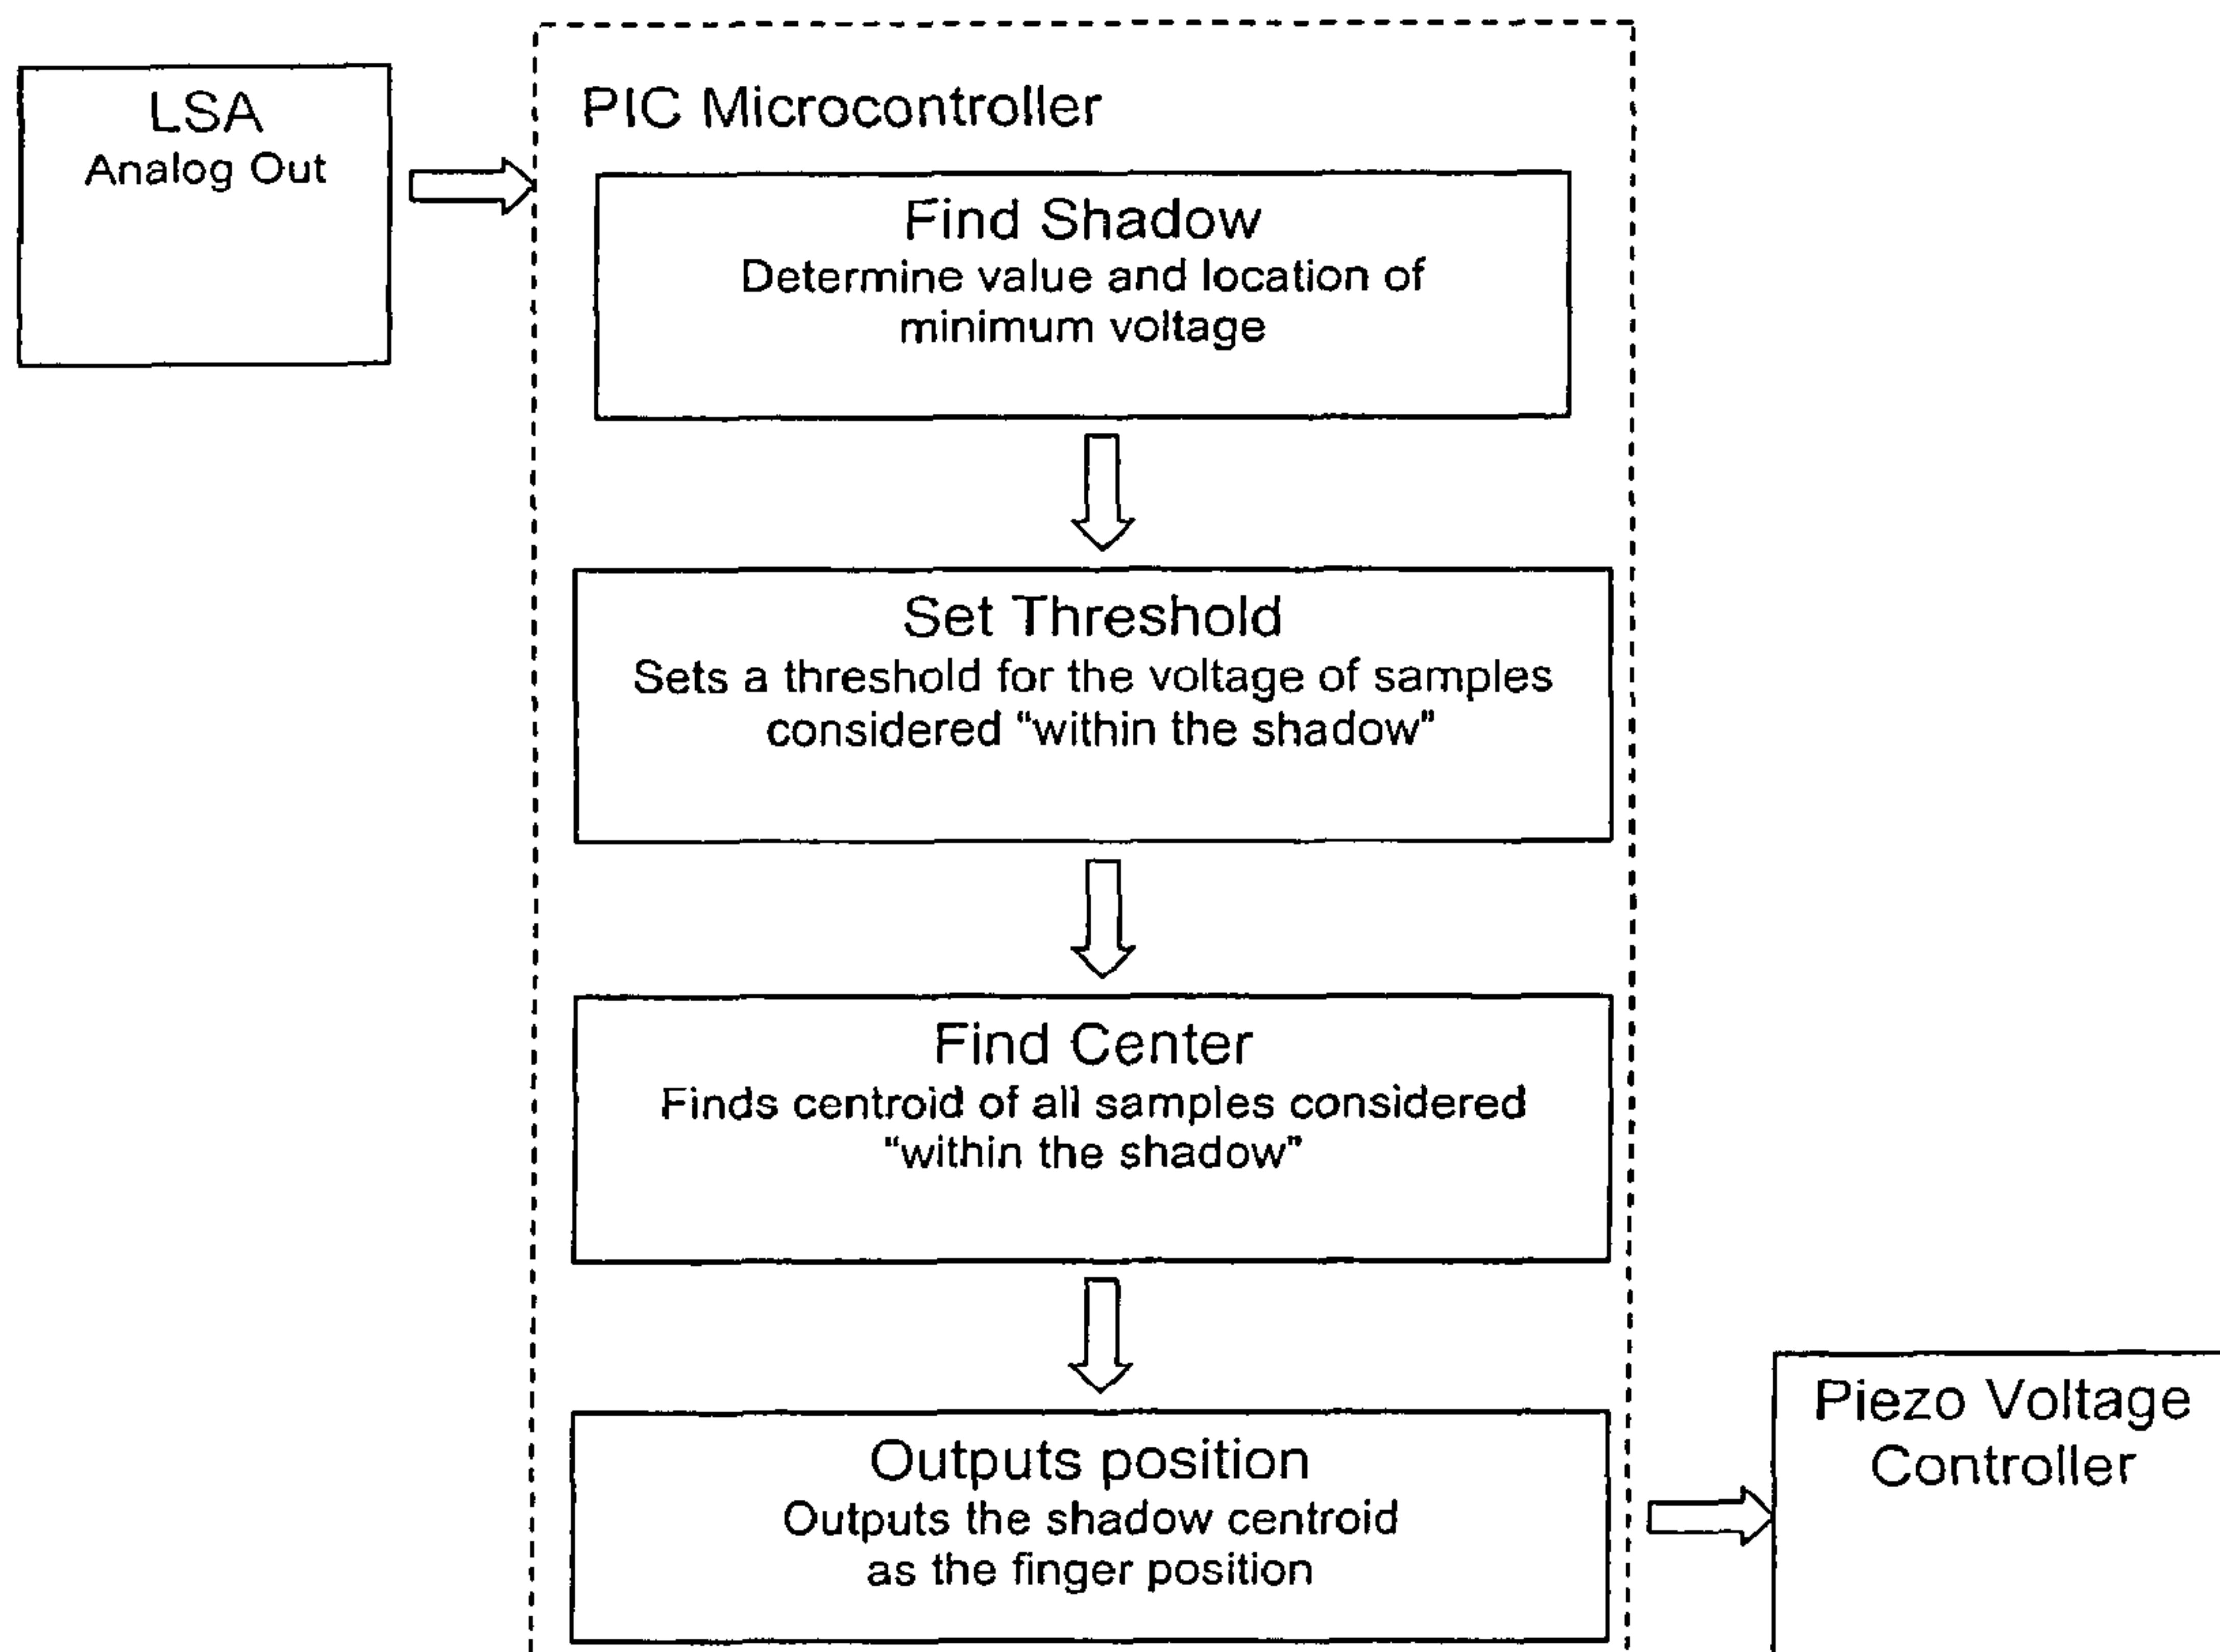 LSA
Analog Out
PIC Microcontroller
Find Shadow
Determine value and location of
minimum voltage
Set Threshold
Sets a threshold for the voltage of samples
considered "within the shadow"
Find Center
Finds centroid of all samples considered
"within the shadow"
Outputs position
Outputs the shadow centroid
as the finger position
Piezo Voltage
Controller